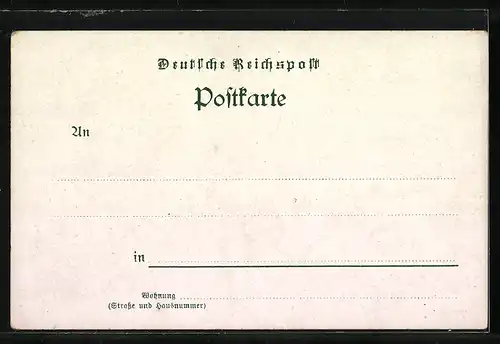 Deutſche Reichspoſt
Poſtkarte
An
in
Wohnung
(Straße und Hausnummer)